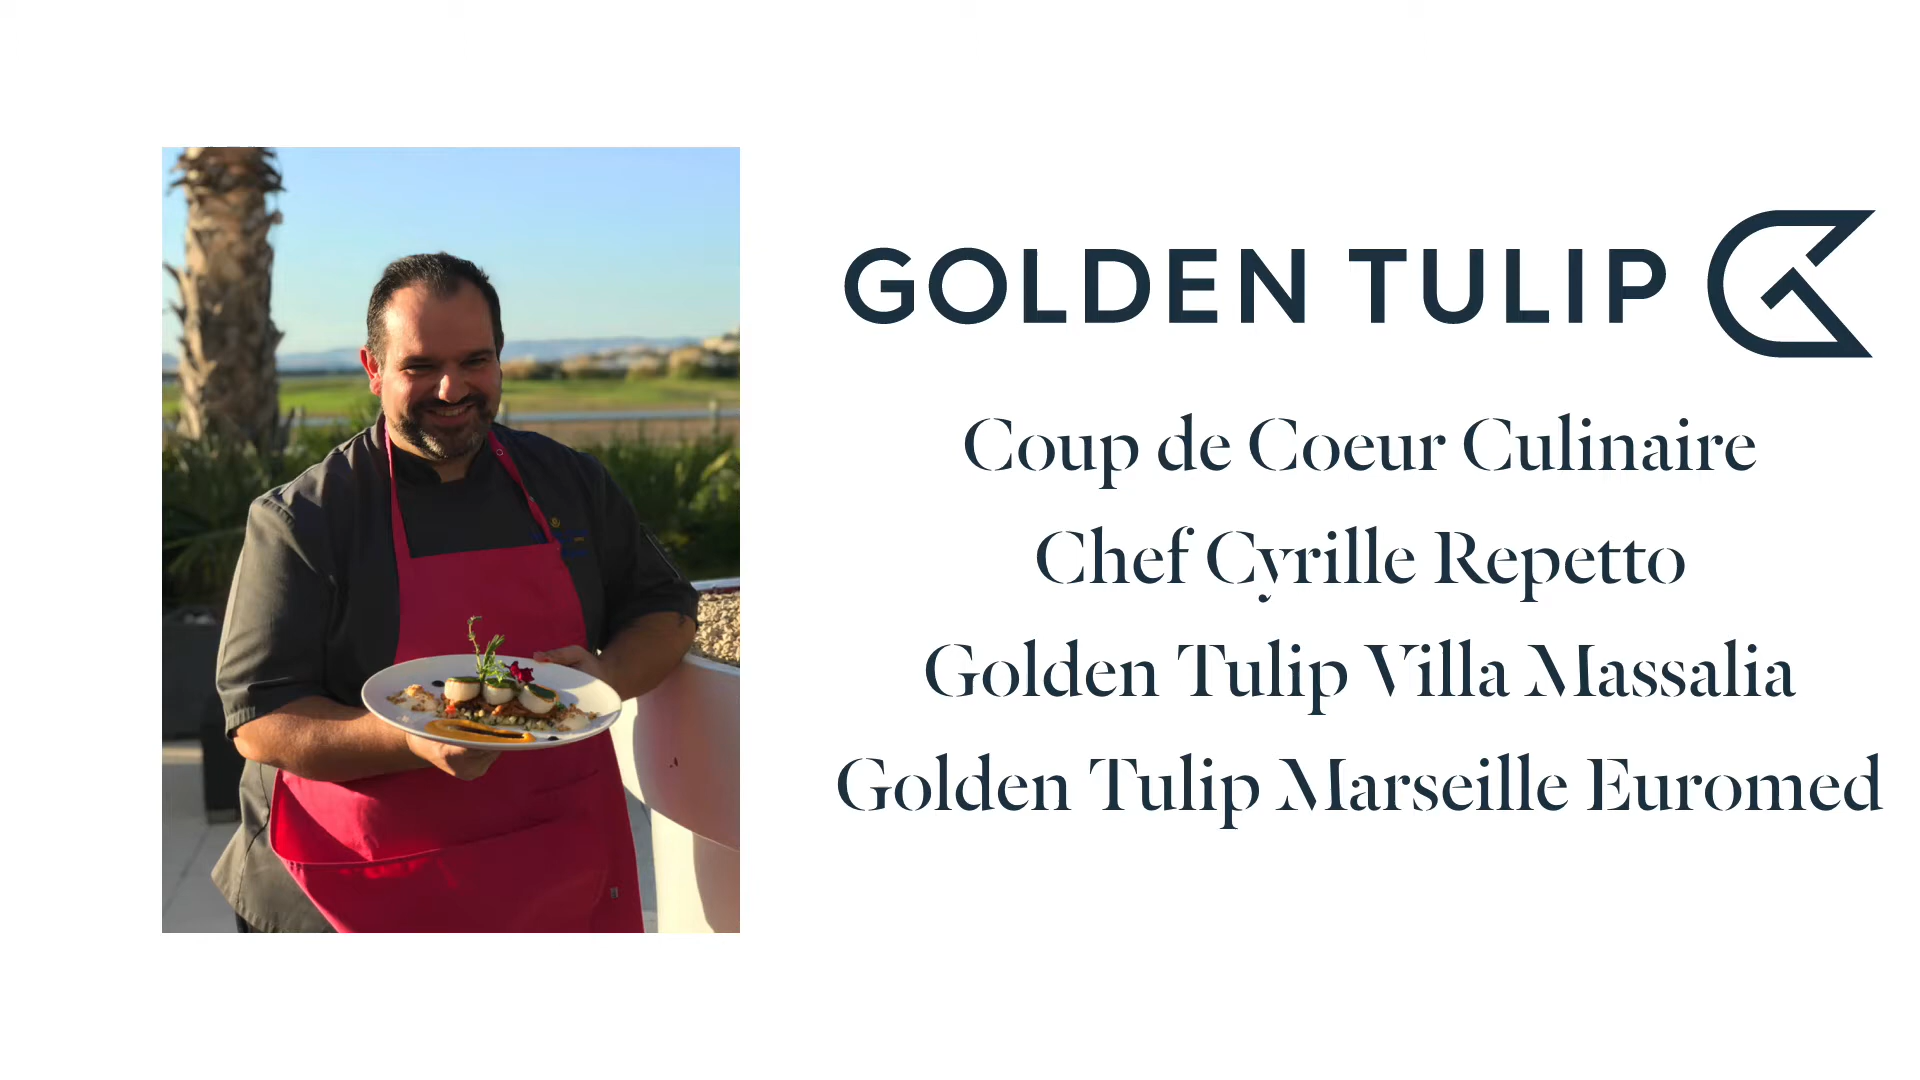 GOLDEN TULIP
Coup de Coeur Culinaire
Chef Cyrille Repetto
Golden Tulip Villa Massalia
Golden Tulip Marseille Euromed